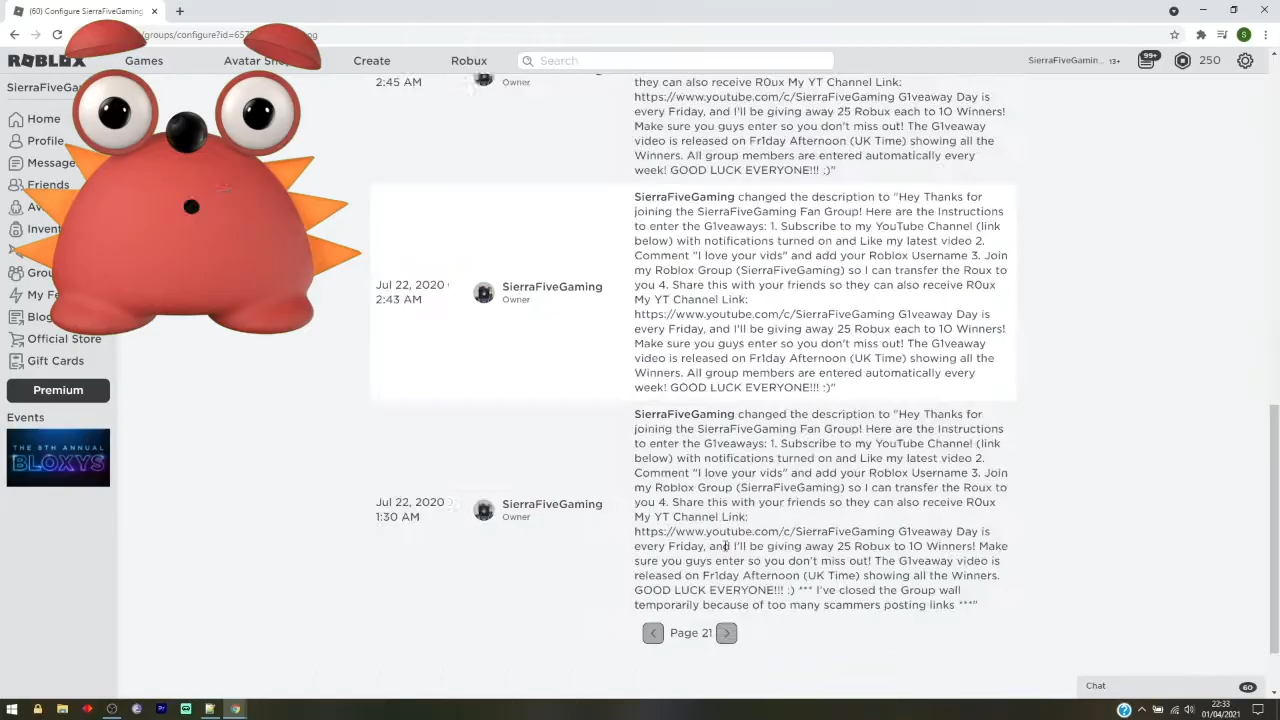 (60) Configure SierraFiveGaming
/groups/configure?id=657
ROBLOX
Games
Avatar Shop
Create
Robux
Search
SierraFiveGamin... 13+
99+
250
SierraFiveGa
Home
Profile
Message
Friends
Av
Invent
Grou
My Fe
Blog
Official Store
Gift Cards
Premium
Events
THE 8TH ANNUAL
BLOXYS
2:45 AM
Owner
they can also receive R0ux My YT Channel Link:
https://www.youtube.com/c/SierraFiveGaming G1veaway Day is
every Friday, and I'll be giving away 25 Robux each to 1O Winners!
Make sure you guys enter so you don't miss out! The G1veaway
video is released on Fr1day Afternoon (UK Time) showing all the
Winners. All group members are entered automatically every
week! GOOD LUCK EVERYONE!!! :)"
Jul 22, 2020
2:43 AM
SierraFiveGaming
Owner
SierraFiveGaming changed the description to "Hey Thanks for
joining the SierraFiveGaming Fan Group! Here are the Instructions
to enter the G1veaways: 1. Subscribe to my YouTube Channel (link
below) with notifications turned on and Like my latest video 2.
Comment "I love your vids" and add your Roblox Username 3. Join
my Roblox Group (SierraFiveGaming) so I can transfer the Roux to
you 4. Share this with your friends so they can also receive R0ux
My YT Channel Link:
https://www.youtube.com/c/SierraFiveGaming G1veaway Day is
every Friday, and I'll be giving away 25 Robux each to 1O Winners!
Make sure you guys enter so you don't miss out! The G1veaway
video is released on Fr1day Afternoon (UK Time) showing all the
Winners. All group members are entered automatically every
week! GOOD LUCK EVERYONE!!! :)"
Jul 22, 2020
1:30 AM
SierraFiveGaming
Owner
SierraFiveGaming changed the description to "Hey Thanks for
joining the SierraFiveGaming Fan Group! Here are the Instructions
to enter the G1veaways: 1. Subscribe to my YouTube Channel (link
below) with notifications turned on and Like my latest video 2.
Comment "I love your vids" and add your Roblox Username 3. Join
my Roblox Group (SierraFiveGaming) so I can transfer the Roux to
you 4. Share this with your friends so they can also receive R0ux
My YT Channel Link:
https://www.youtube.com/c/SierraFiveGaming G1veaway Day is
every Friday, and I'll be giving away 25 Robux to 1O Winners! Make
sure you guys enter so you don't miss out! The G1veaway video is
released on Fr1day Afternoon (UK Time) showing all the Winners.
GOOD LUCK EVERYONE!!! :) *** I've closed the Group wall
temporarily because of too many scammers posting links ***"
Page 21
Chat
60
22:33
01/04/2021